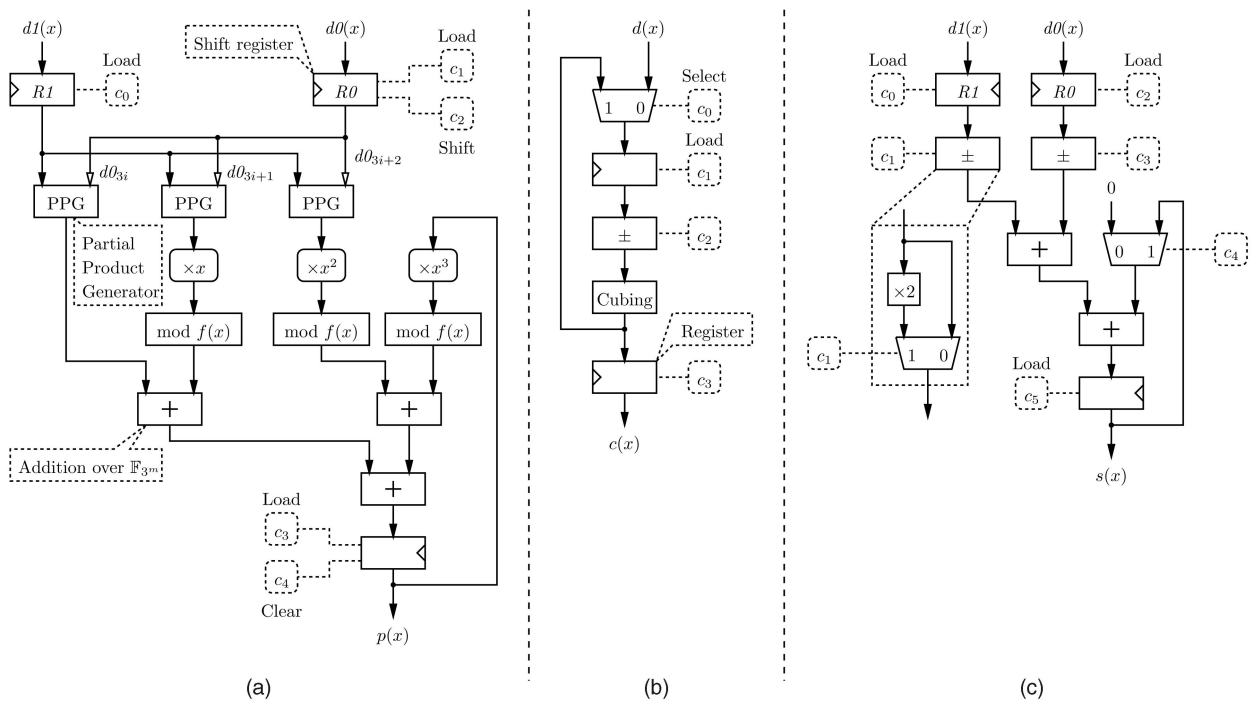 d1(x)
d0(x)
Shift register
Load
c₁
Load
c₀
R1
R0
c₂
Shift
d0₃ᵢ
d0₃ᵢ₊₁
d0₃ᵢ₊₂
PPG
PPG
PPG
Partial
Product
Generator
×x
×x²
×x³
mod f(x)
mod f(x)
mod f(x)
+
+
Addition over 𝔽₃ᵐ
+
Load
c₃
c₄
Clear
p(x)
(a)
d(x)
Select
1 0
c₀
Load
c₁
±
c₂
Cubing
Register
c₃
c(x)
(b)
d1(x)
d0(x)
Load
c₀
R1
R0
Load
c₂
c₁
±
±
c₃
0
+
0 1
c₄
×2
c₁
1 0
+
Load
c₅
s(x)
(c)